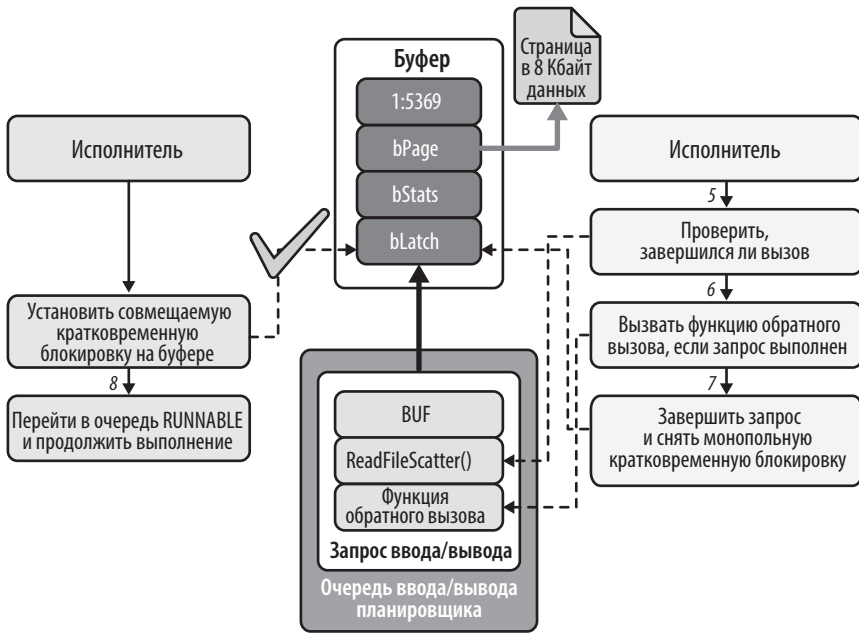 Буфер
1:5369
bPage
bStats
bLatch
Страница
в 8 Кбайт
данных
Исполнитель
Установить совмещаемую
кратковременную
блокировку на буфере
8
Перейти в очередь RUNNABLE
и продолжить выполнение
BUF
ReadFileScatter()
Функция
обратного вызова
Запрос ввода/вывода
Очередь ввода/вывода
планировщика
Исполнитель
5
Проверить,
завершился ли вызов
6
Вызвать функцию обратного
вызова, если запрос выполнен
7
Завершить запрос
и снять монопольную
кратковременную блокировку